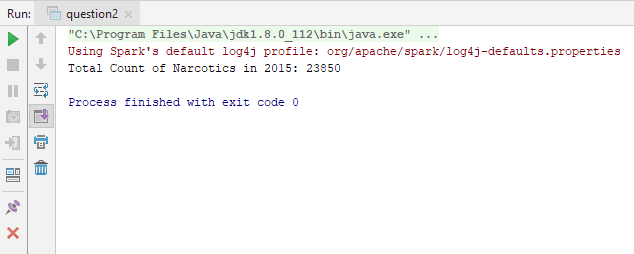 Run: question2
"C:\Program Files\Java\jdk1.8.0_112\bin\java.exe" ...
Using Spark's default log4j profile: org/apache/spark/log4j-defaults.properties
Total Count of Narcotics in 2015: 23850
Process finished with exit code 0